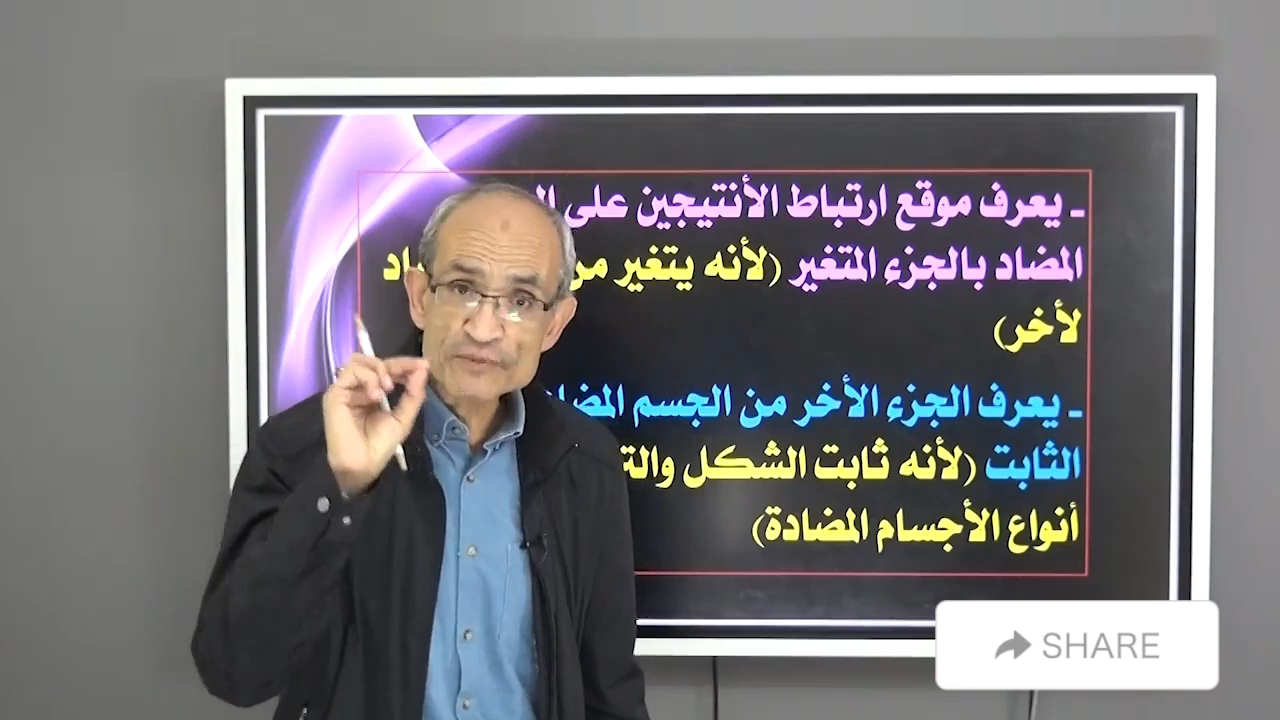 ـ يعرف موقع ارتباط الأنتيجين على
المضاد بالجزء المتغير (لأنه يتغير من
لأخر)
ـ يعرف الجزء الأخر من الجسم
الثابت (لأنه ثابت الشكل
أنواع الأجسام المضادة)
SHARE